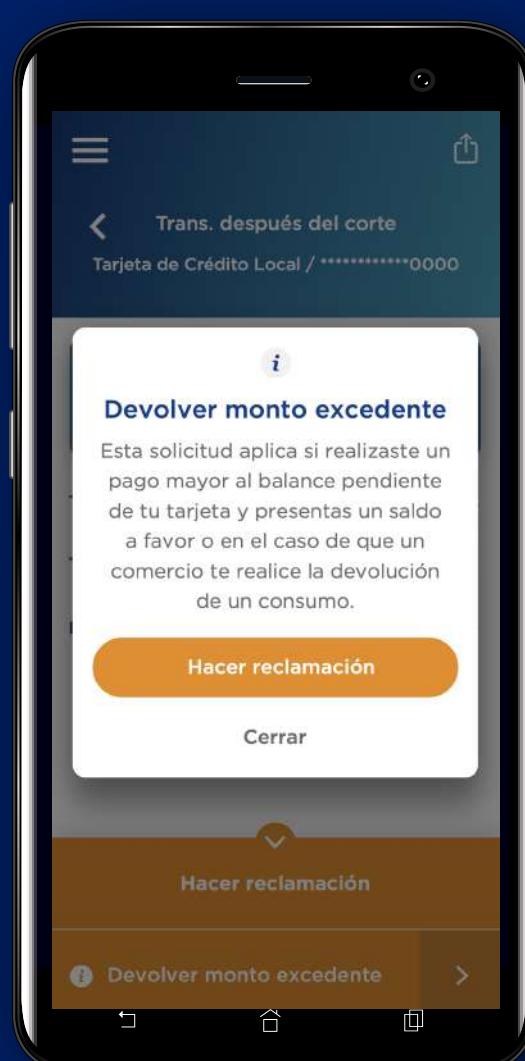 Trans. después del corte
Tarjeta de Crédito Local / ************0000
i
Devolver monto excedente
Esta solicitud aplica si realizaste un
pago mayor al balance pendiente
de tu tarjeta y presentas un saldo
a favor o en el caso de que un
comercio te realice la devolución
de un consumo.
Hacer reclamación
Cerrar
Hacer reclamación
i Devolver monto excedente